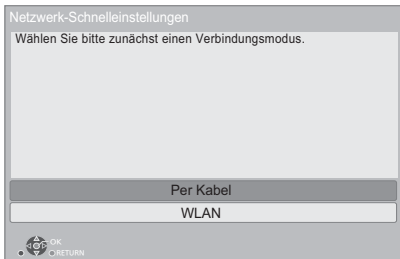 Netzwerk-Schnelleinstellungen
Wählen Sie bitte zunächst einen Verbindungsmodus.
Per Kabel
WLAN
OK
RETURN